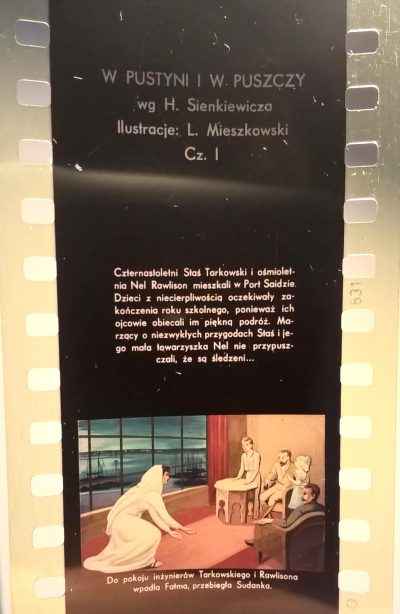 W PUSTYNI I W PUSZCZY
wg H. Sienkiewicza
Ilustracje: L. Mieszkowski
Cz. I
Czternastoletni Staś Tarkowski i ośmiolet-
nia Nel Rawlison mieszkali w Port Saidzie.
Dzieci z niecierpliwością oczekiwały za-
kończenia roku szkolnego, ponieważ ich
ojcowie obiecali im piękną podróż. Ma-
rzący o niezwykłych przygodach Staś i je-
go mała towarzyszka Nel nie przypusz-
czali, że są śledzeni...
631
Do pokoju inżynierów Tarkowskiego i Rawlisona
wpadła Fatma, przebiegła Sudanka.